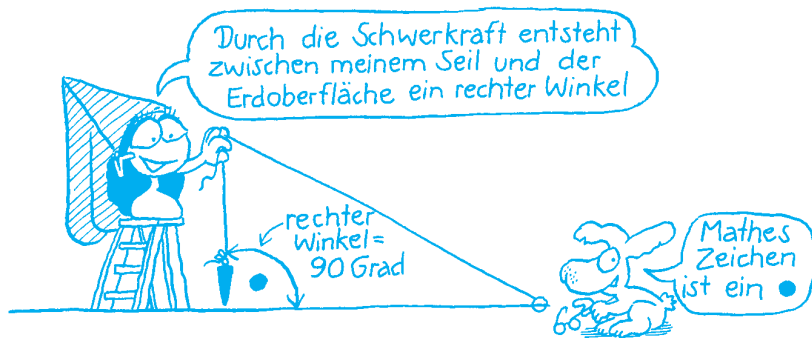 Durch die Schwerkraft entsteht
zwischen meinem Seil und der
Erdoberfläche ein rechter Winkel
rechter
Winkel=
90 Grad
Mathes
Zeichen
ist ein